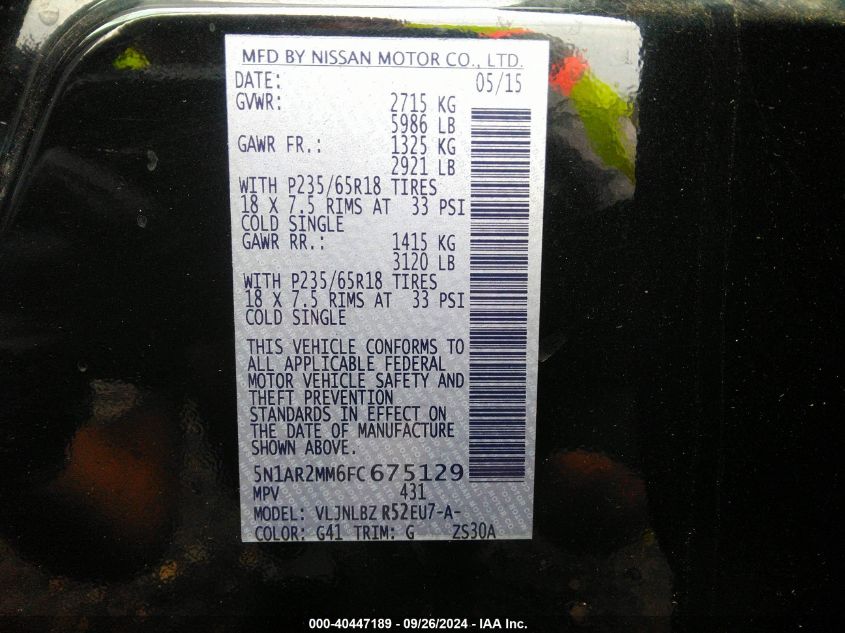 MFD BY NISSAN MOTOR CO., LTD.
DATE: 05/15
GVWR: 2715 KG
5986 LB
GAWR FR.: 1325 KG
2921 LB
WITH P235/65R18 TIRES
18 X 7.5 RIMS AT 33 PSI
COLD SINGLE
GAWR RR.: 1415 KG
3120 LB
WITH P235/65R18 TIRES
18 X 7.5 RIMS AT 33 PSI
COLD SINGLE
THIS VEHICLE CONFORMS TO
ALL APPLICABLE FEDERAL
MOTOR VEHICLE SAFETY AND
THEFT PREVENTION
STANDARDS IN EFFECT ON
THE DATE OF MANUFACTURE
SHOWN ABOVE.
5N1AR2MM6FC675129
MPV 431
MODEL: VLJNLBZ R52EU7-A-
COLOR: G41 TRIM: G ZS30A
000-40447189 - 09/26/2024 - IAA Inc.